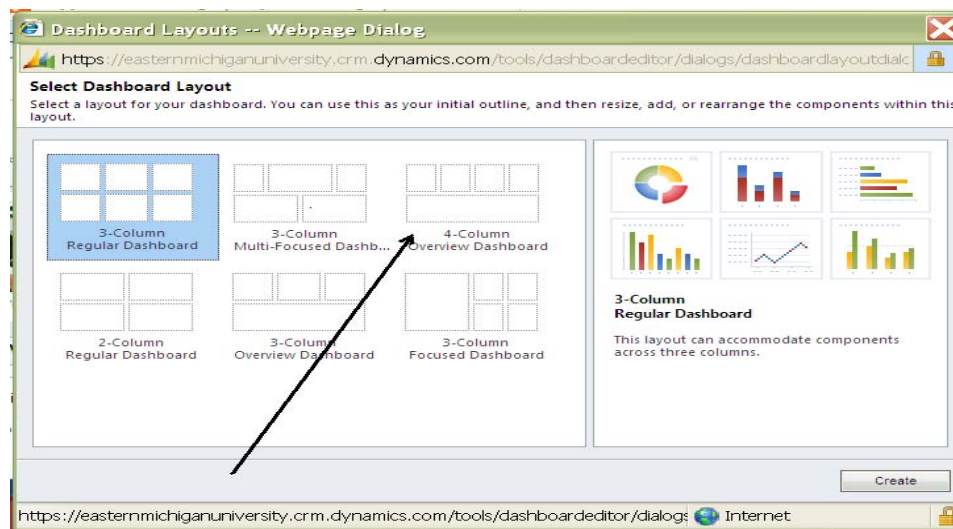 Dashboard Layouts -- Webpage Dialog
https://easternmichiganuniversity.crm.dynamics.com/tools/dashboardeditor/dialogs/dashboardlayoutdialc
Select Dashboard Layout
Select a layout for your dashboard. You can use this as your initial outline, and then resize, add, or rearrange the components within this
layout.
3-Column
Regular Dashboard
3-Column
Multi-Focused Dashb...
4-Column
Overview Dashboard
2-Column
Regular Dashboard
3-Column
Overview Dashboard
3-Column
Focused Dashboard
3-Column
Regular Dashboard
This layout can accommodate components
across three columns.
Create
https://easternmichiganuniversity.crm.dynamics.com/tools/dashboardeditor/dialogs
Internet